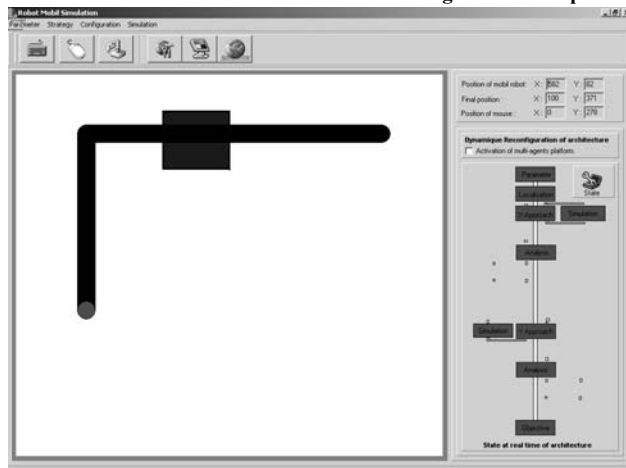 Robot Mobil Simulation
Parameter Strategy Configuration Simulation
Position of mobil robot: X: 582 Y: 82
Final position: X: 100 Y: 371
Position of mouse: X: 0 Y: 278
Dynamique Reconfiguration of architecture
Activation of multi-agents platform.
Parametre
State
Localisation
X Approach Simulation
Analysis
Simulation Y Approach
Analysis
Objective
State at real time of architecture